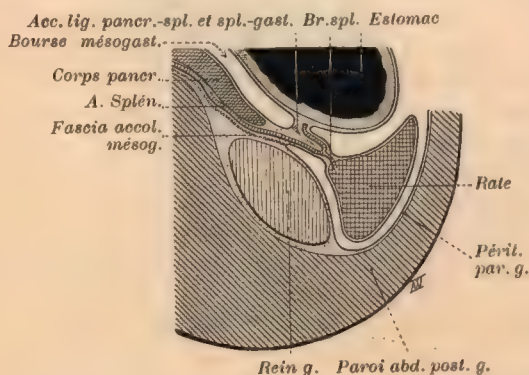 Acc. lig. pancr.-spl. et spl.-gast. Br.spl. Estomac
Bourse mésogast.
Corps pancr.
A. Splén.
Fascia accol.
mésog.
Rate
Périt.
par. g.
Rein g. Paroi abd. post. g.